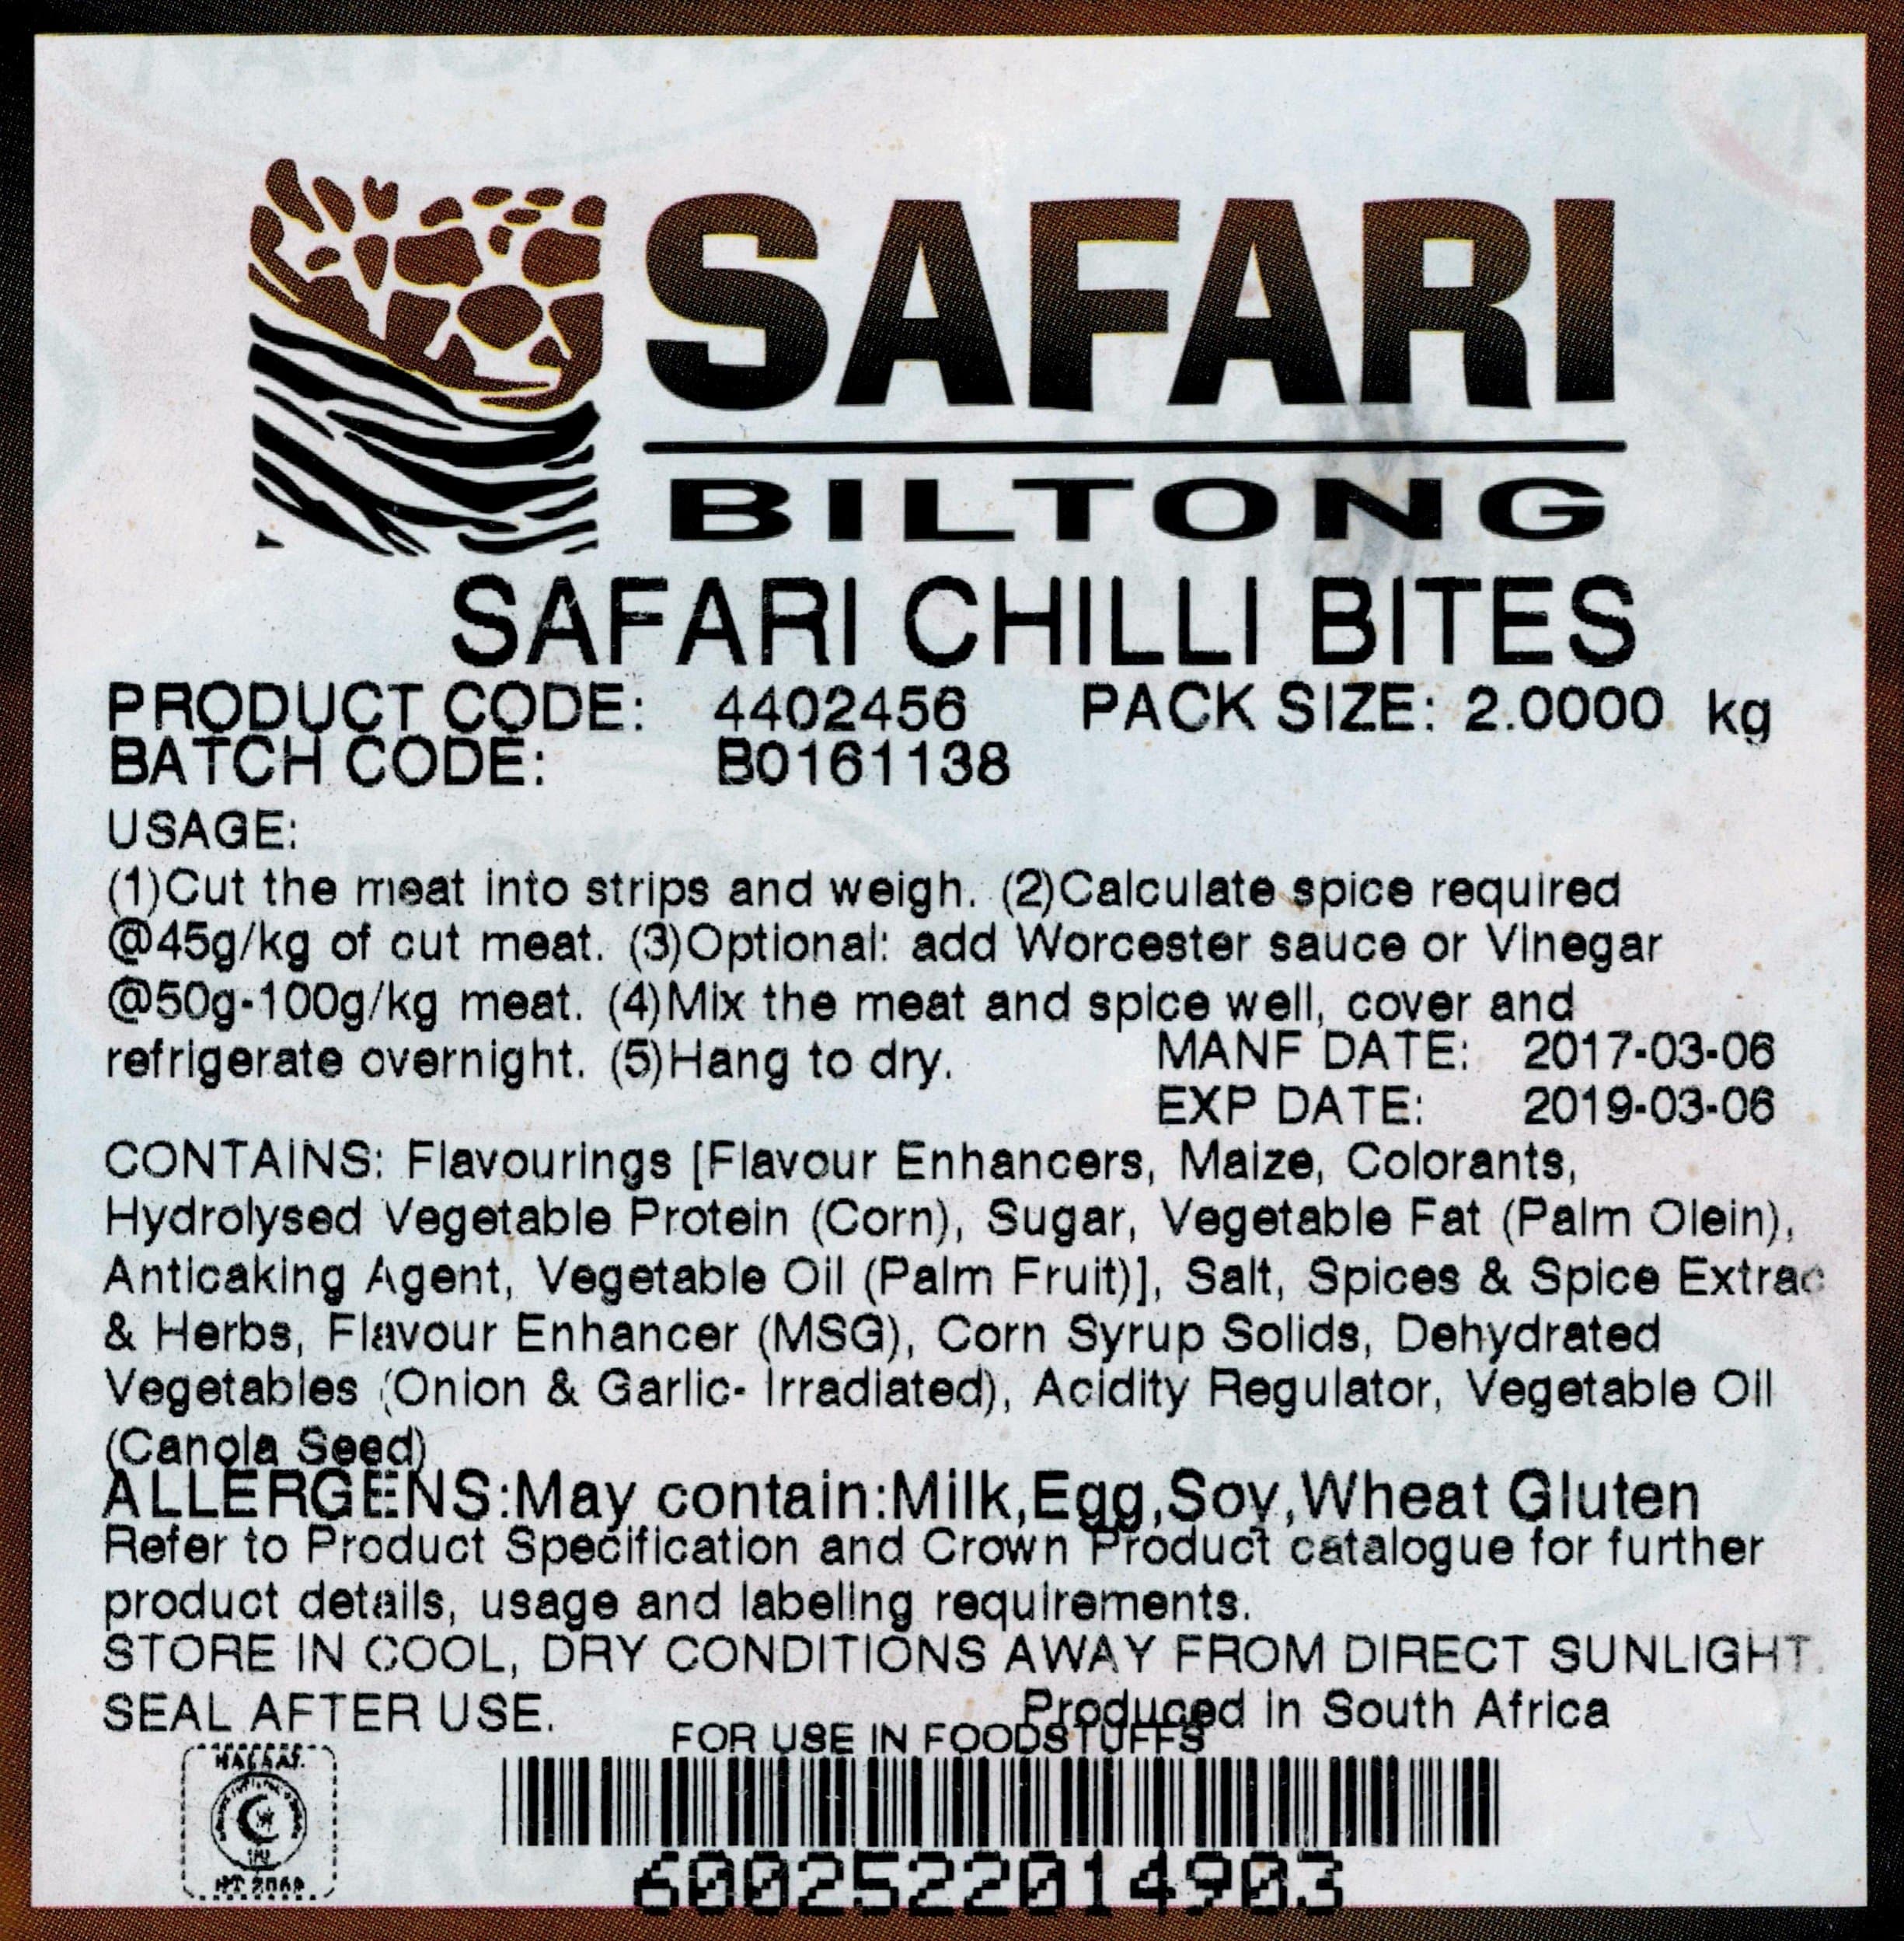 SAFARI
BILTONG
SAFARI CHILLI BITES
PRODUCT CODE: 4402456 PACK SIZE: 2.0000 kg
BATCH CODE: B0161138
USAGE:
(1)Cut the meat into strips and weigh. (2)Calculate spice required
@45g/kg of cut meat. (3)Optional: add Worcester sauce or Vinegar
@50g-100g/kg meat. (4)Mix the meat and spice well, cover and
refrigerate overnight. (5)Hang to dry.
MANF DATE: 2017-03-06
EXP DATE: 2019-03-06
CONTAINS: Flavourings [Flavour Enhancers, Maize, Colorants,
Hydrolysed Vegetable Protein (Corn), Sugar, Vegetable Fat (Palm Olein),
Anticaking Agent, Vegetable Oil (Palm Fruit)], Salt, Spices & Spice Extrac
& Herbs, Flavour Enhancer (MSG), Corn Syrup Solids, Dehydrated
Vegetables (Onion & Garlic- Irradiated), Acidity Regulator, Vegetable Oil
(Canola Seed)
ALLERGENS:May contain:Milk,Egg,Soy,Wheat Gluten
Refer to Product Specification and Crown Product catalogue for further
product details, usage and labeling requirements.
STORE IN COOL, DRY CONDITIONS AWAY FROM DIRECT SUNLIGHT.
SEAL AFTER USE. Produced in South Africa
FOR USE IN FOODSTUFFS
6002522014903